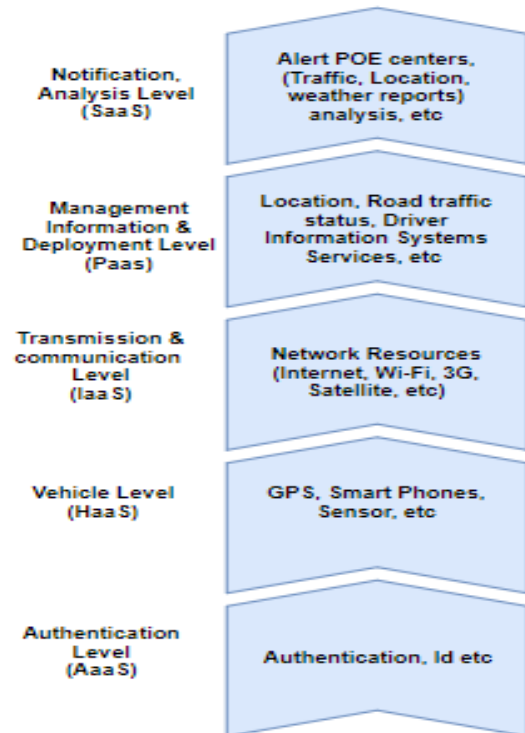 Notification,
Analysis Level
(SaaS)
Alert POE centers,
(Traffic, Location,
weather reports)
analysis, etc
Management
Information &
Deployment Level
(Paas)
Location, Road traffic
status, Driver
Information Systems
Services, etc
Transmission &
communication
Level
(IaaS)
Network Resources
(Internet, Wi-Fi, 3G,
Satellite, etc)
Vehicle Level
(HaaS)
GPS, Smart Phones,
Sensor, etc
Authentication
Level
(AaaS)
Authentication, Id etc